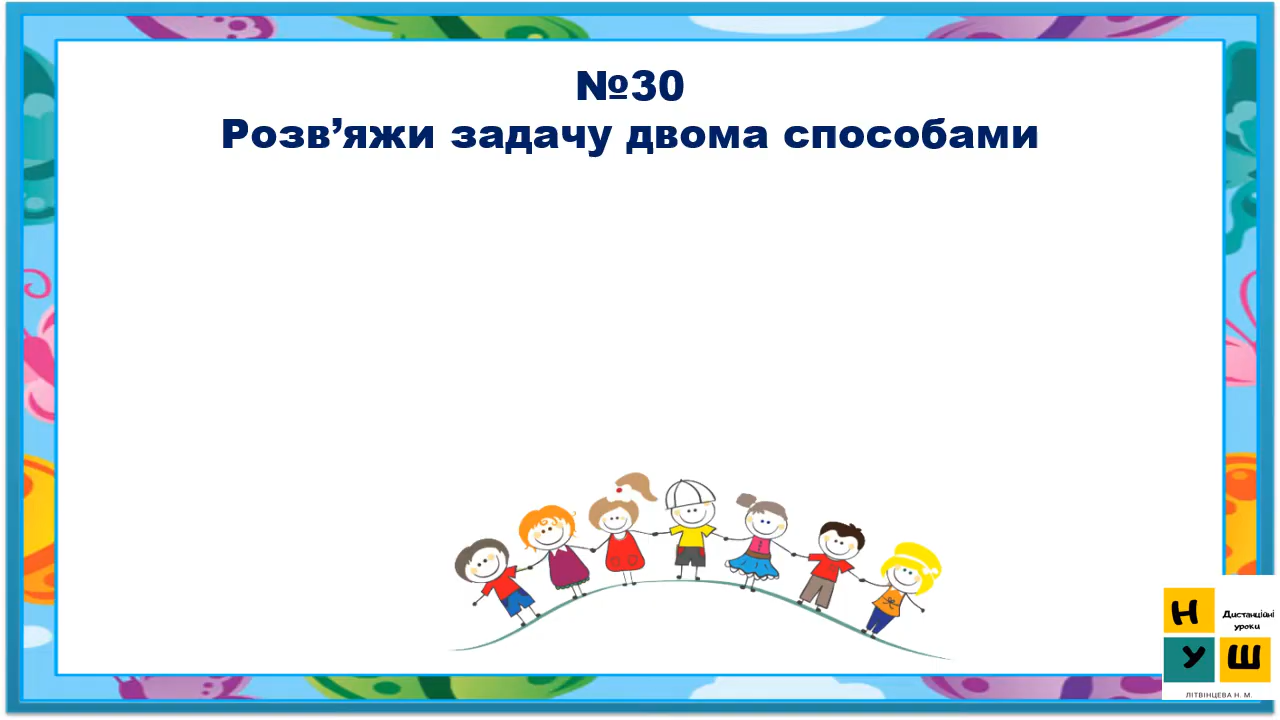 №30
Розв’яжи задачу двома способами
Н
Дистанційні
уроки
У Ш
ЛІТВІНЦЕВА Н. М.